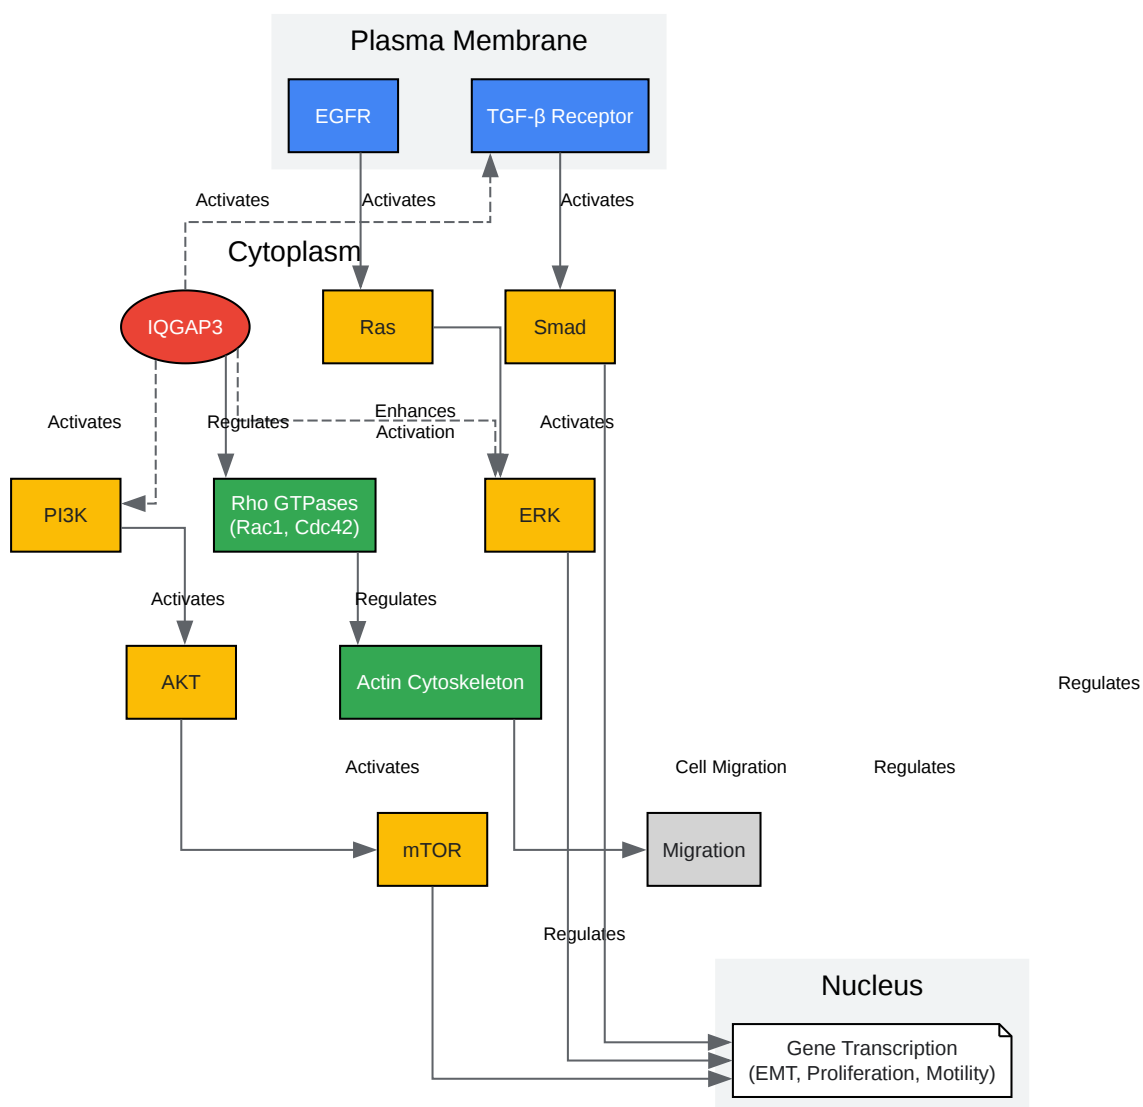 Plasma Membrane
EGFR
TGF-β Receptor
Activates
Activates
Activates
Cytoplasm
IQGAP3
Ras
Smad
Activates
Regulates
Enhances
Activation
Activates
PI3K
Rho GTPases
(Rac1, Cdc42)
ERK
Activates
Regulates
AKT
Actin Cytoskeleton
Regulates
Activates
Cell Migration
Regulates
mTOR
Migration
Regulates
Nucleus
Gene Transcription
(EMT, Proliferation, Motility)